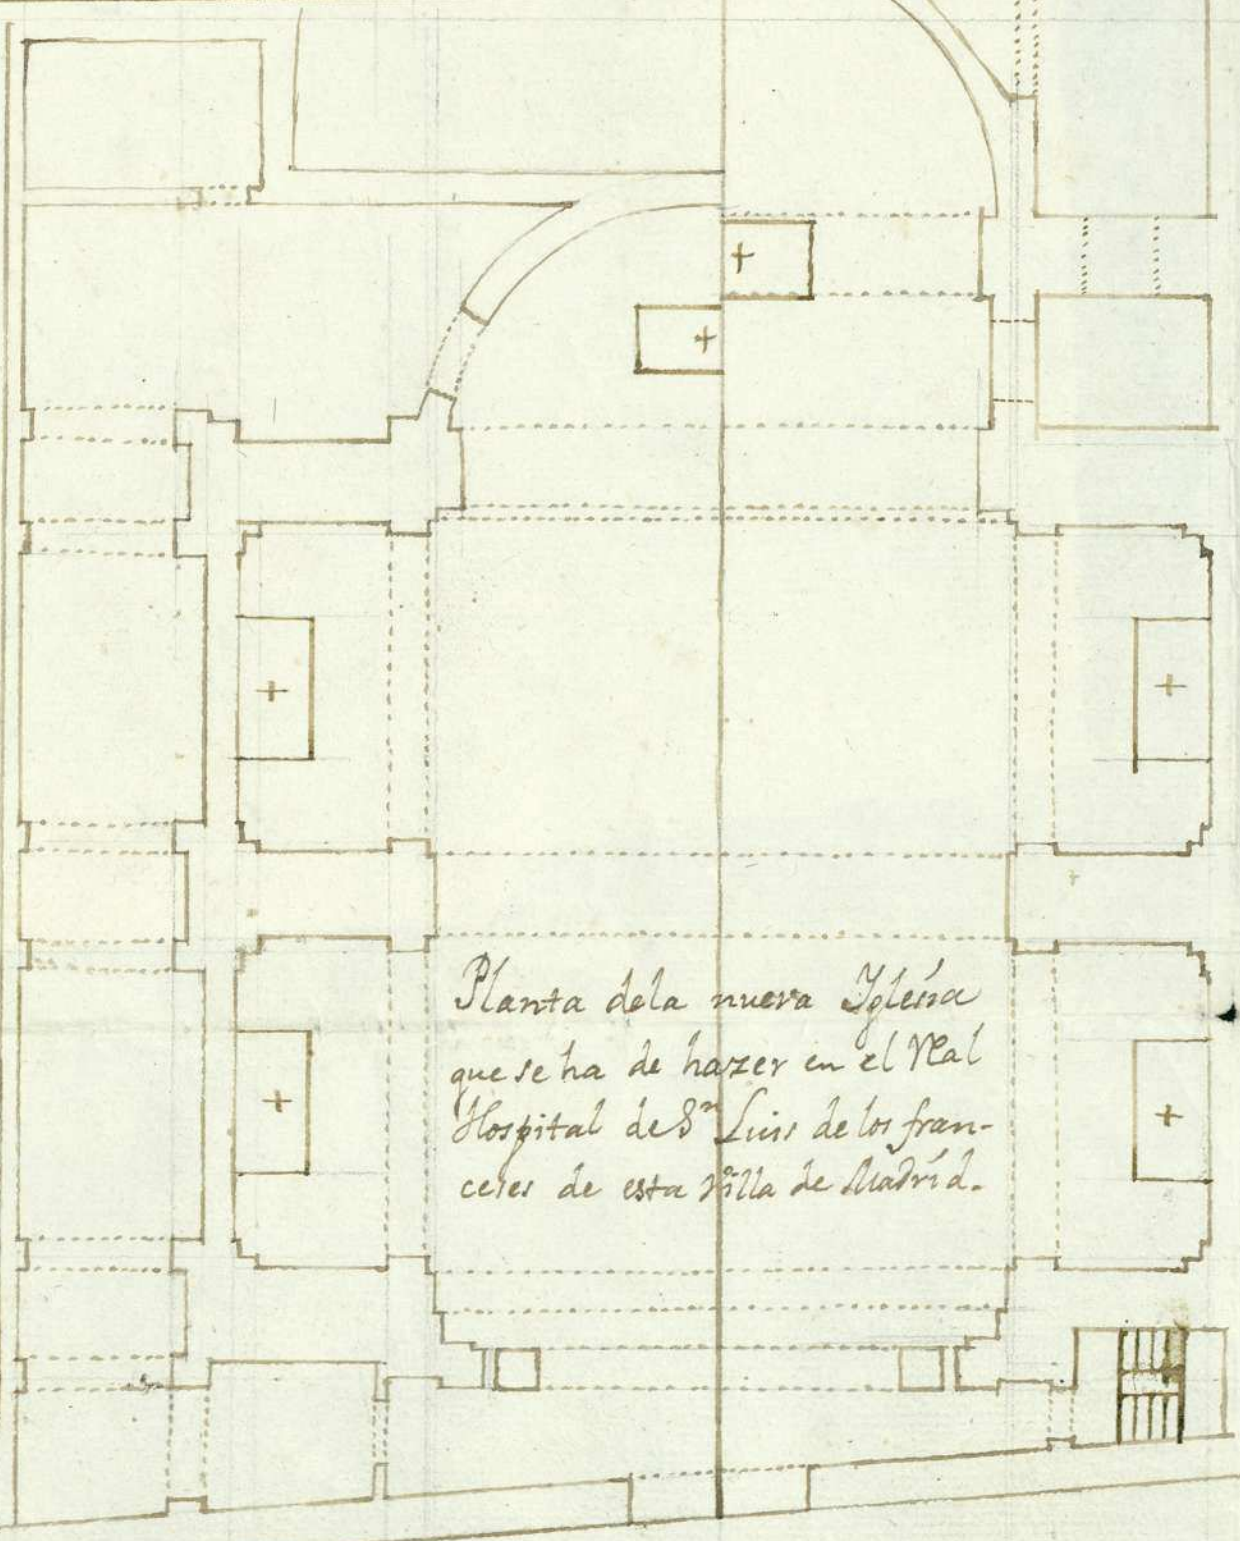 Planta dela nueva Yglesia
que se ha de hazer en el Real
Hospital de Sn Luis de los fran-
ceses de esta villa de Madrid.